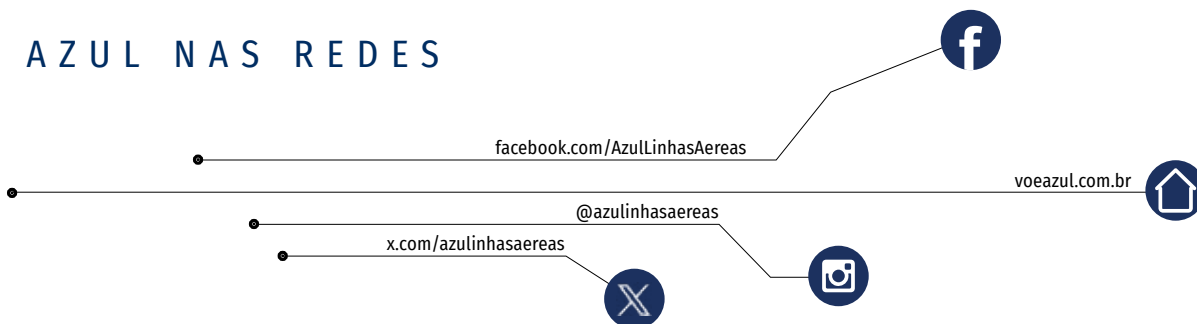 AZUL NAS REDES
facebook.com/AzulLinhasAereas
voeazul.com.br
@azulinhasaereas
x.com/azulinhasaereas